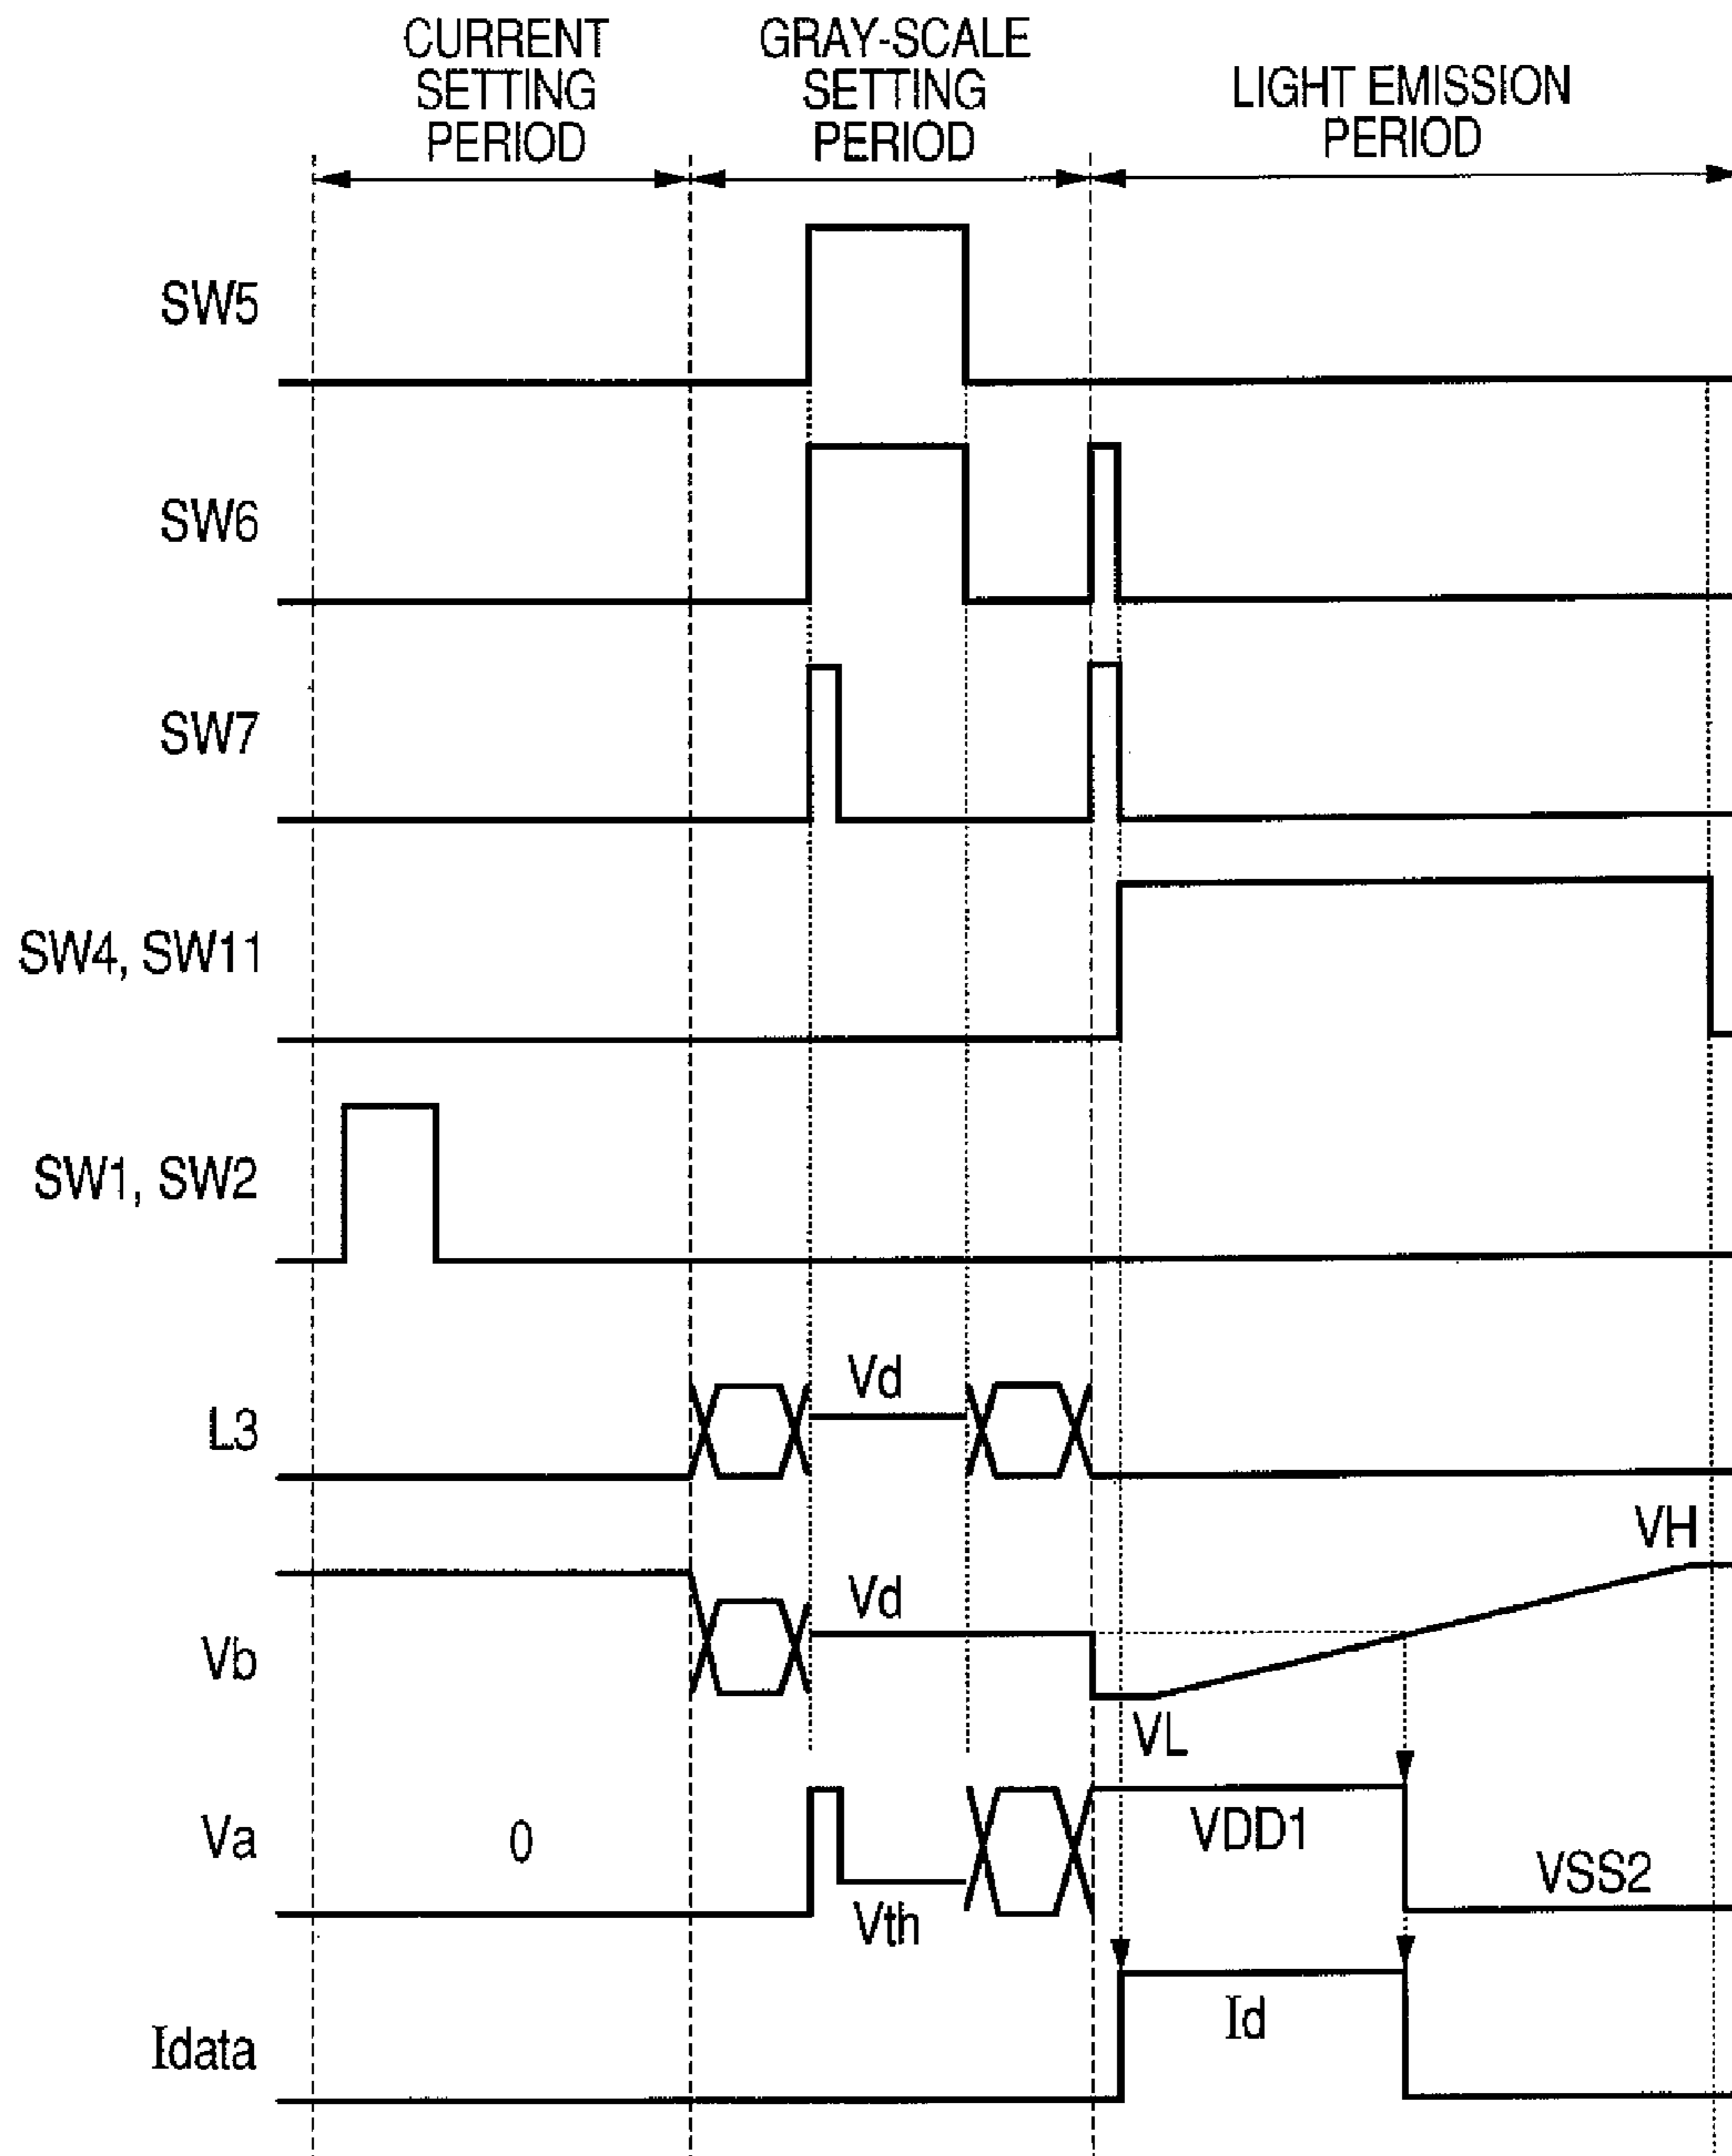 CURRENT
SETTING
PERIOD
GRAY-SCALE
SETTING
PERIOD
LIGHT EMISSION
PERIOD
SW5
SW6
SW7
SW4, SW11
SW1, SW2
L3
Vd
VH
Vb
Vd
VL
Va
0
Vth
VDD1
VSS2
Idata
Id